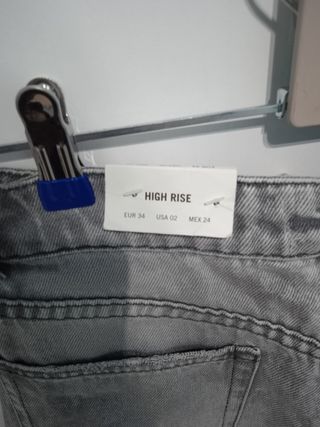 HIGH RISE
EUR 34 USA 02 MEX 24